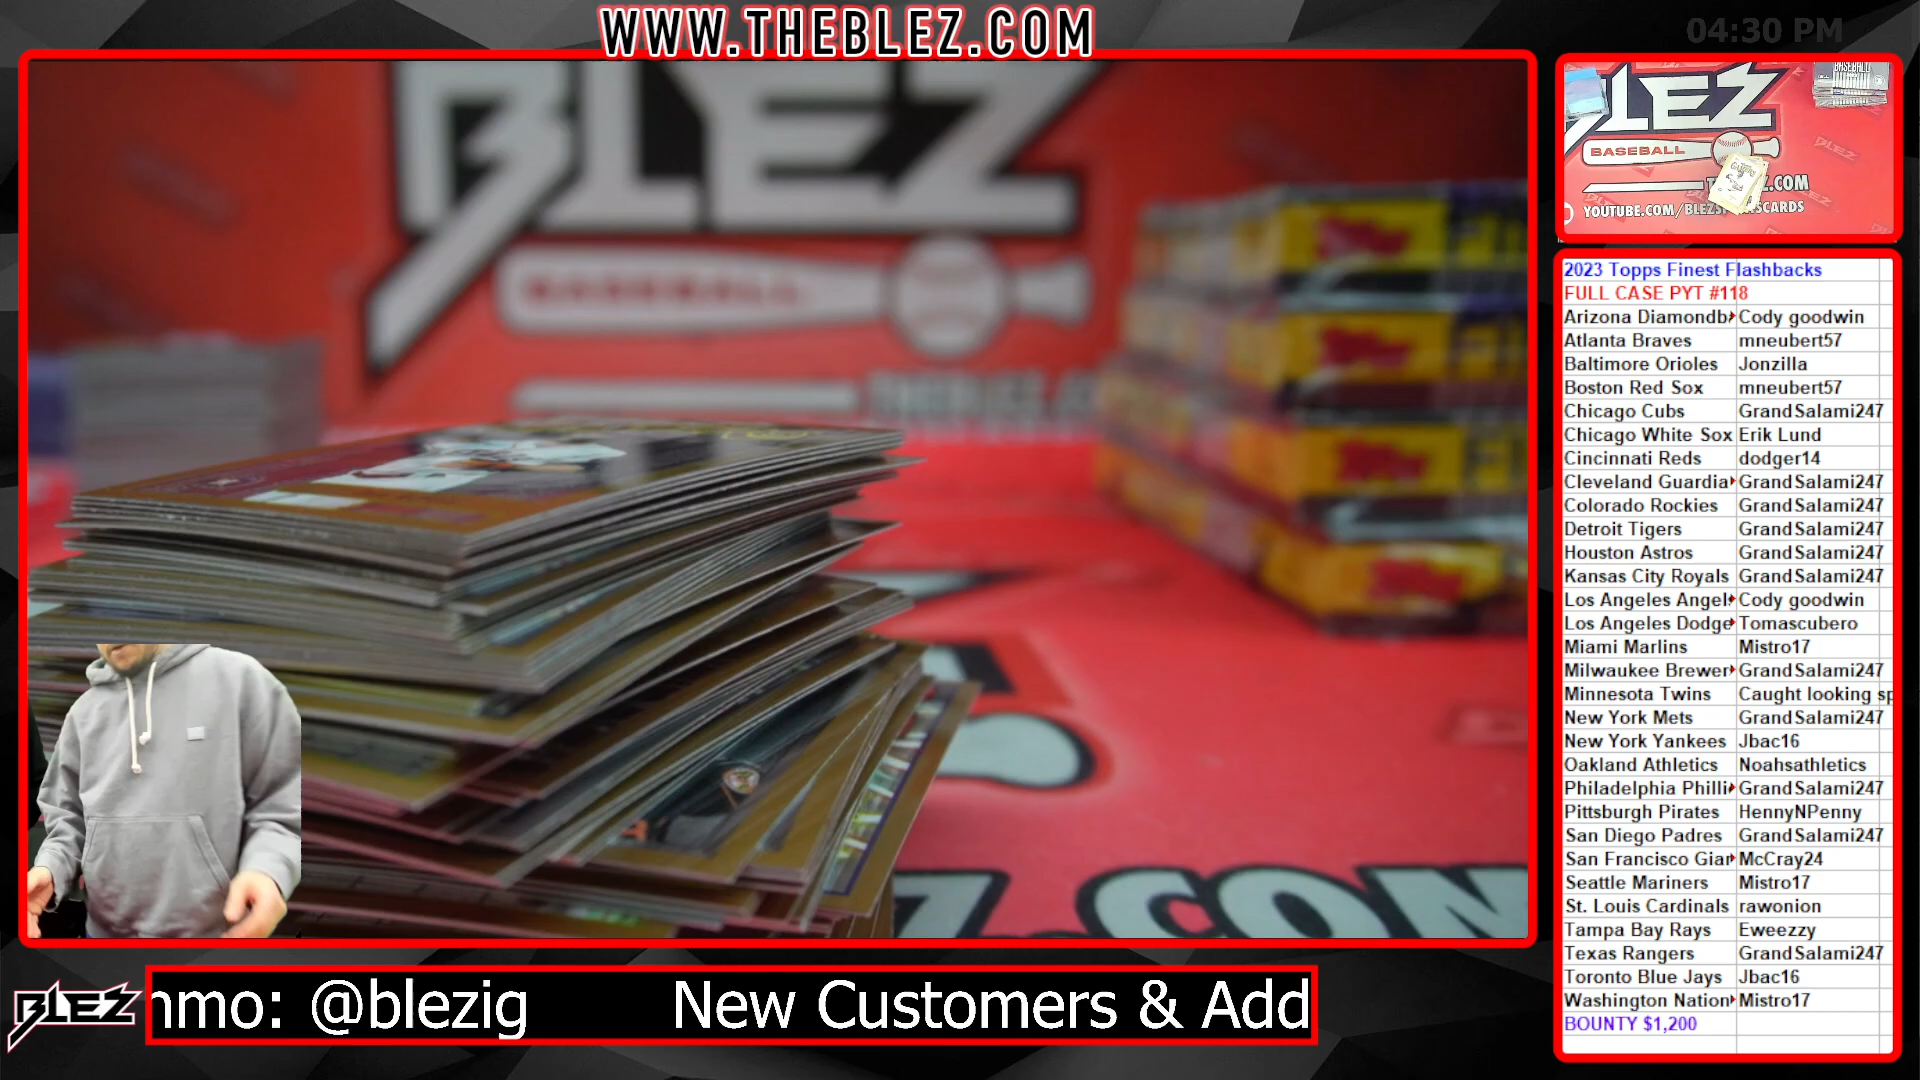 WWW.THEBLEZ.COM
04:30 PM
BLEZ
BASEBALL
BLEZ
BASEBALL
.COM
YOUTUBE.COM/BLEZ
CARDS
2023 Topps Finest Flashbacks
FULL CASE PYT #118
Arizona Diamondb Cody goodwin
Atlanta Braves mneubert57
Baltimore Orioles Jonzilla
Boston Red Sox mneubert57
Chicago Cubs GrandSalami247
Chicago White Sox Erik Lund
Cincinnati Reds dodger14
Cleveland Guardia GrandSalami247
Colorado Rockies GrandSalami247
Detroit Tigers GrandSalami247
Houston Astros GrandSalami247
Kansas City Royals GrandSalami247
Los Angeles Angel Cody goodwin
Los Angeles Dodge Tomascubero
Miami Marlins Mistro17
Milwaukee Brewer GrandSalami247
Minnesota Twins Caught looking sp
New York Mets GrandSalami247
New York Yankees Jbac16
Oakland Athletics Noahsathletics
Philadelphia Philli GrandSalami247
Pittsburgh Pirates HennyNPenny
San Diego Padres GrandSalami247
San Francisco Gian McCray24
Seattle Mariners Mistro17
St. Louis Cardinals rawonion
Tampa Bay Rays Eweezzy
Texas Rangers GrandSalami247
Toronto Blue Jays Jbac16
Washington Nation Mistro17
BOUNTY $1,200
Z.COM
BLEZ
nmo: @blezig New Customers & Add